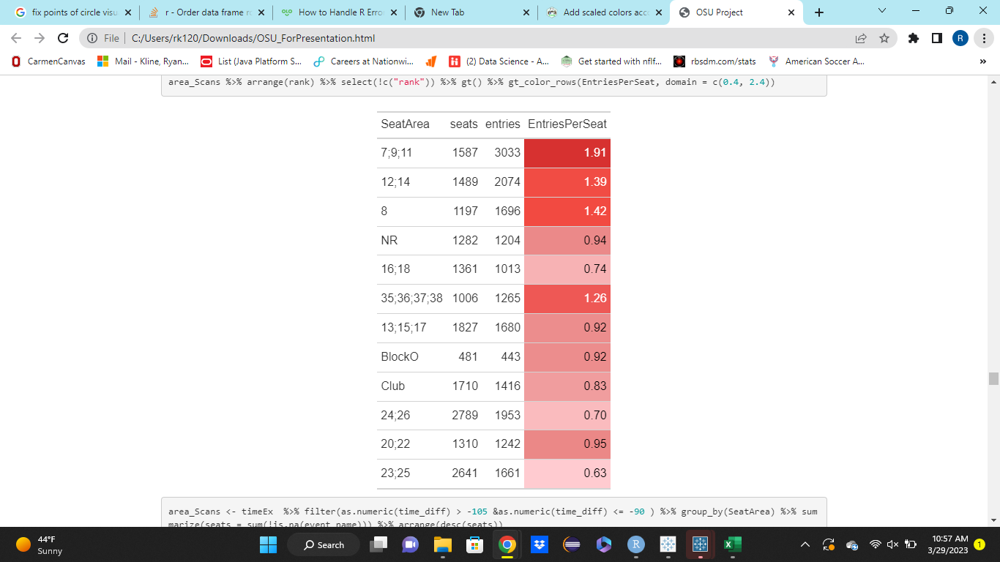 fix points of circle visu
r - Order data frame ro
How to Handle R Erro
New Tab
Add scaled colors acc
OSU Project
File
C:/Users/rk120/Downloads/OSU_ForPresentation.html
R
CarmenCanvas
Mail - Kline, Ryan...
List (Java Platform S...
Careers at Nationwi...
(2) Data Science - A...
Get started with nflf...
rbsdm.com/stats
American Soccer A...
»
area_Scans %>% arrange(rank) %>% select(!c("rank")) %>% gt() %>% gt_color_rows(EntriesPerSeat, domain = c(0.4, 2.4))
SeatArea seats entries EntriesPerSeat
7;9;11 1587 3033 1.91
12;14 1489 2074 1.39
8 1197 1696 1.42
NR 1282 1204 0.94
16;18 1361 1013 0.74
35;36;37;38 1006 1265 1.26
13;15;17 1827 1680 0.92
BlockO 481 443 0.92
Club 1710 1416 0.83
24;26 2789 1953 0.70
20;22 1310 1242 0.95
23;25 2641 1661 0.63
area_Scans <- timeEx %>% filter(as.numeric(time_diff) > -105 &as.numeric(time_diff) <= -90 ) %>% group_by(SeatArea) %>% sum
marize(seats = sum(!is.na(event_name))) %>% arrange(desc(seats))
44°F
Sunny
Search
R
10:57 AM
3/29/2023
1